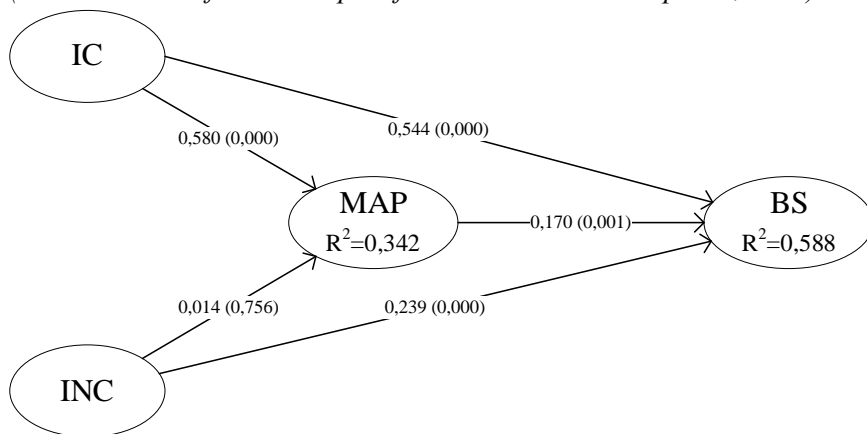 IC
0,580 (0,000)
0,544 (0,000)
MAP
R²=0,342
0,170 (0,001)
BS
R²=0,588
0,014 (0,756)
0,239 (0,000)
INC